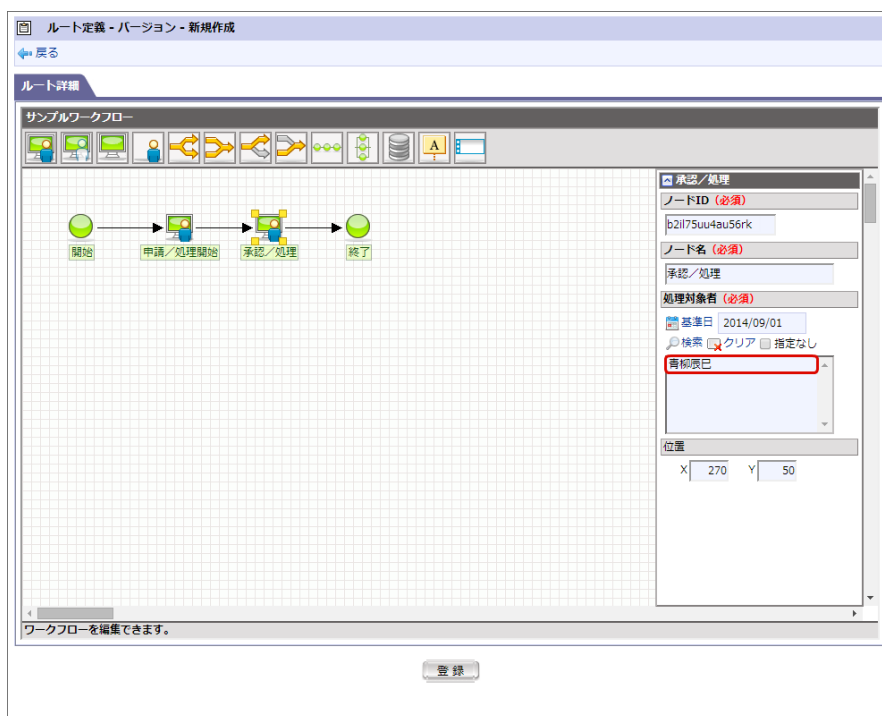 ルート定義 - バージョン - 新規作成
戻る
ルート詳細
サンプルワークフロー
A
開始
申請／処理開始
承認／処理
終了
承認／処理
ノードID (必須)
b2il75uu4au56rk
ノード名 (必須)
承認／処理
処理対象者 (必須)
基準日 2014/09/01
検索 クリア 指定なし
青柳辰巳
位置
X 270 Y 50
ワークフローを編集できます。
登録